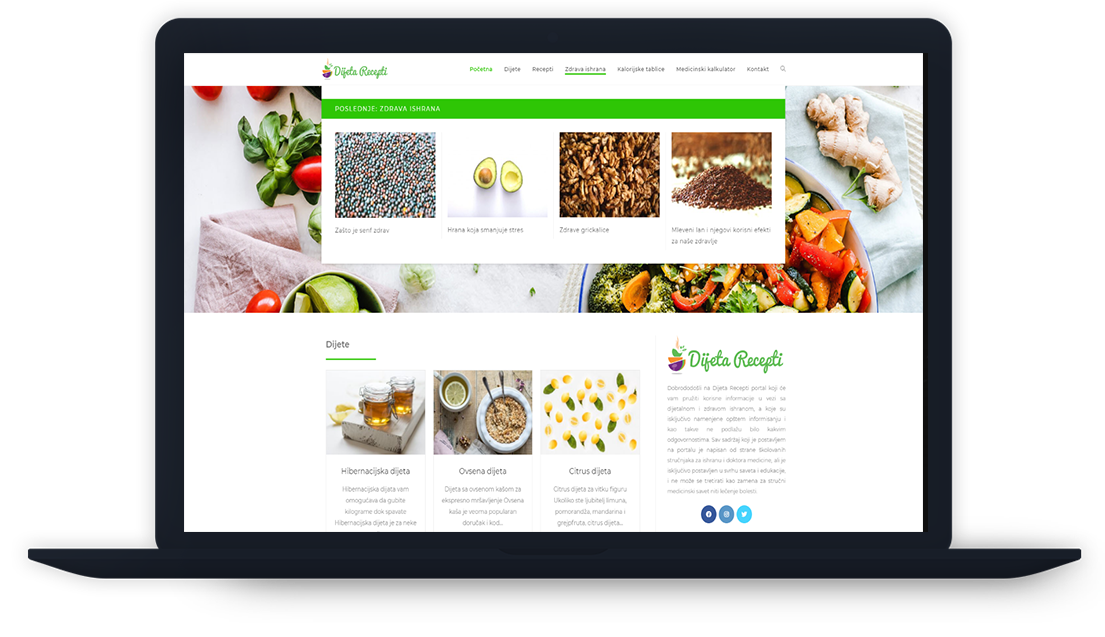 Dijeta Recepti
Početna Dijete Recepti Zdrava ishrana Kalorijske tablice Medicinski kalkulator Kontakt
POSLEDNJE: ZDRAVA ISHRANA
Zašto je senf zdrav
Hrana koja smanjuje stres
Zdrave grickalice
Mleveni lan i njegovi korisni efekti
za naše zdravlje
Dijete
Hibernacijska dijeta
Hibernacijska dijeta vam
omogućava da gubite
kilograme dok spavate
Hibernacijska dijeta je za neke
Ovsena dijeta
Dijeta sa ovsenom kašom za
ekspresno mršavljenje Ovsena
kaša je veoma popularan
doručak i kod...
Citrus dijeta
Citrus dijeta za vitku figuru
Ukoliko ste ljubitelj limuna,
pomorandža, mandarina i
grejpfruta, citrus dijeta...
Dijeta Recepti
na Dijeta Recepti portal koji će
vam pružiti korisne informacije u vezi sa
dijetalnom i zdravom ishranom, a koje su
isključivo namenjene opštem informisanju i
kao takve ne podležu bilo kakvim
odgovornostima. Sav sadržaj koji je postavljen
na portalu je napisan od strane školovanih
stručnjaka za ishranu i doktora medicine, ali je
isključivo postavljen u svrhu saveta i edukacije,
i ne može se tretirati kao zamena za stručni
medicinski savet niti lečenje bolesti.